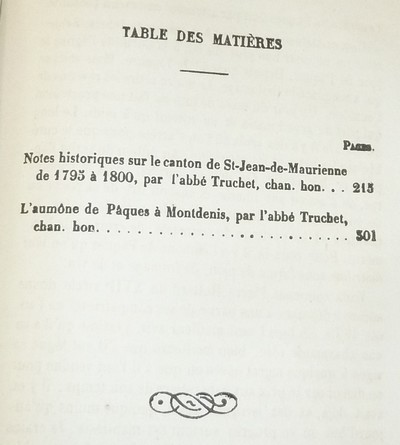 TABLE DES MATIÈRES
Pages.
Notes historiques sur le canton de St-Jean-de-Maurienne
de 1795 à 1800, par l'abbé Truchet, chan. hon. . . 215
L'aumône de Pâques à Montdenis, par l'abbé Truchet,
chan. hon. . . . . . . . . . . . . . . . . . . . . . . . . 301